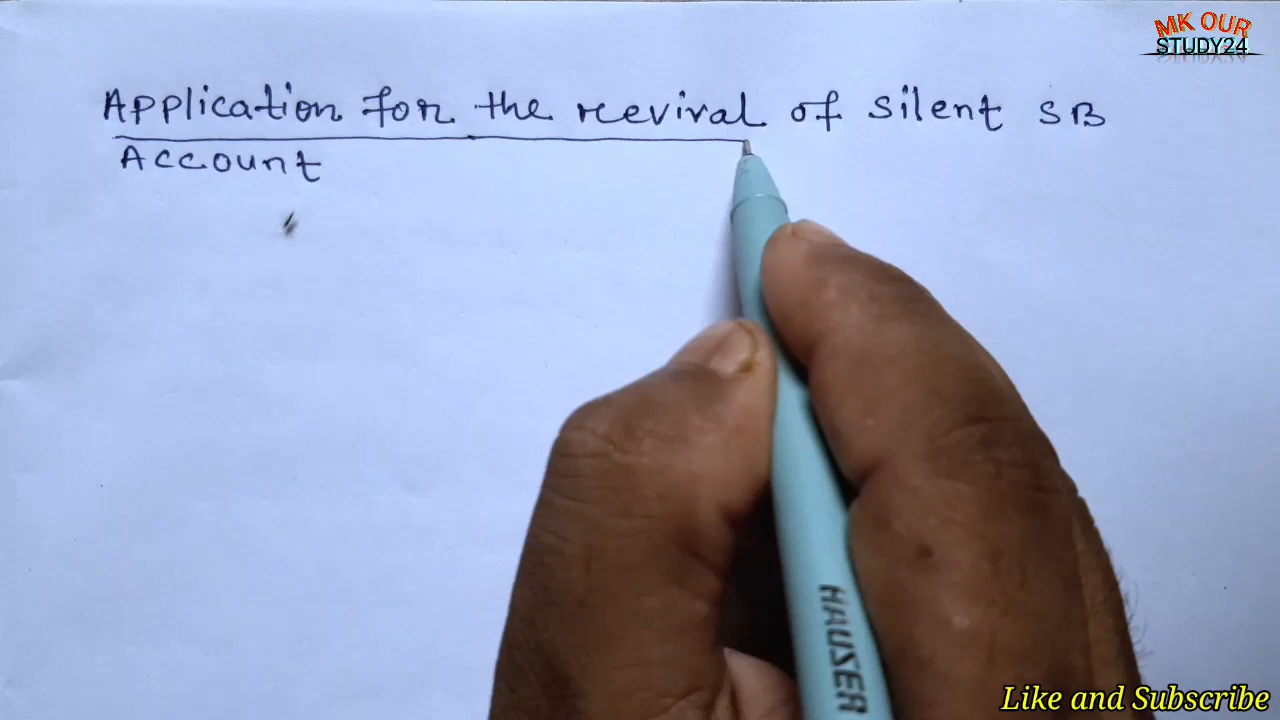 MK OUR
STUDY24
Application for the revival of silent SB
Account
HAUSER
Like and Subscribe